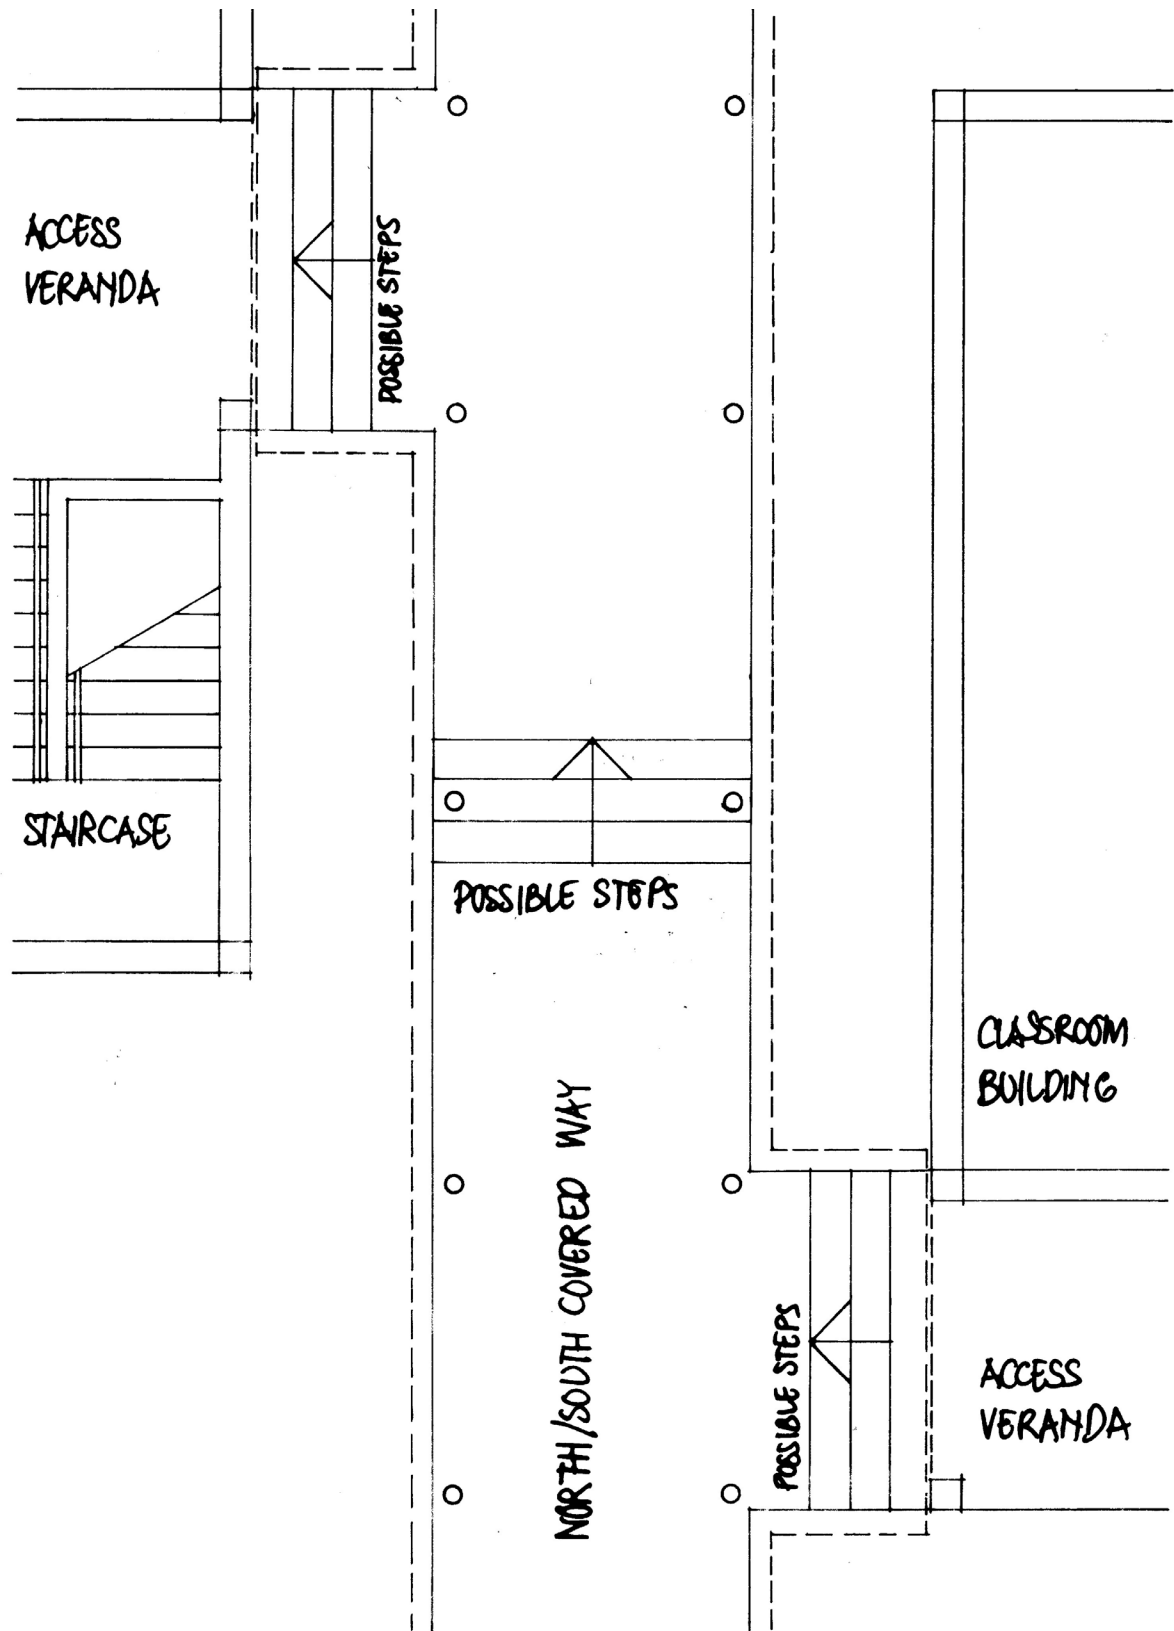 ACCESS
VERANDA
POSSIBLE STEPS
STAIRCASE
POSSIBLE STEPS
CLASSROOM
BUILDING
NORTH/SOUTH COVERED WAY
POSSIBLE STEPS
ACCESS
VERANDA